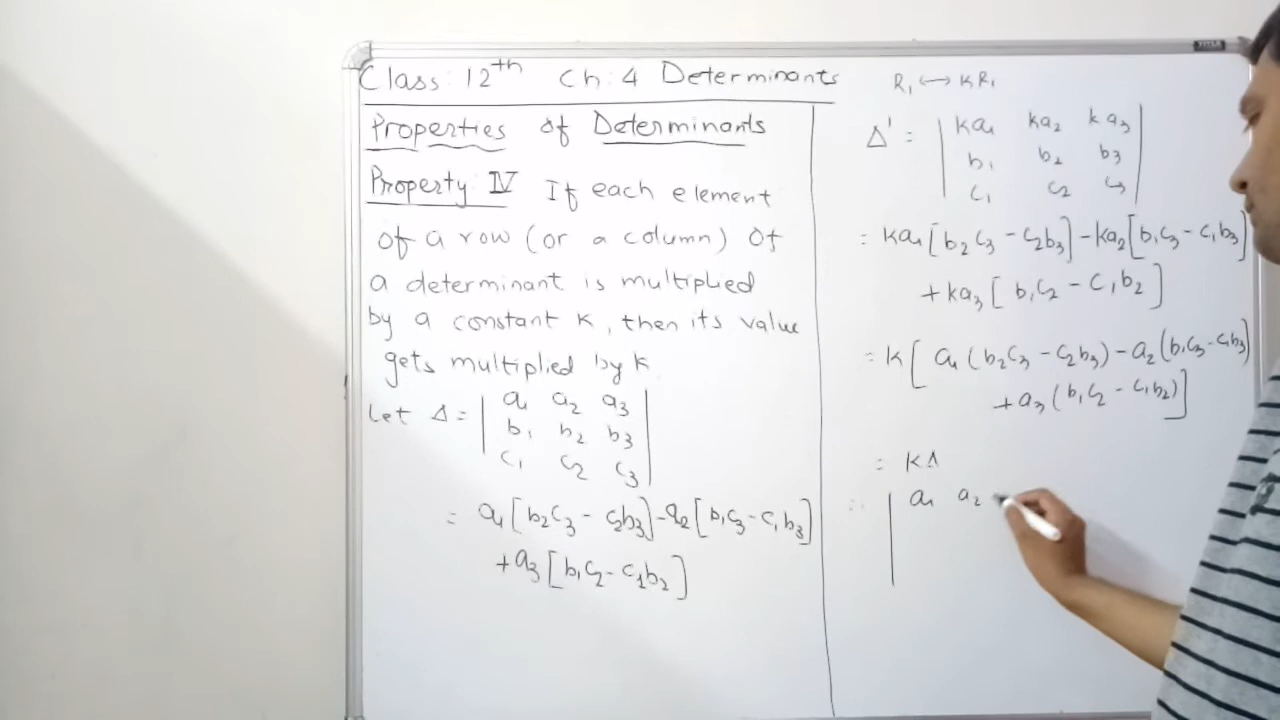 Class: 12th Ch: 4 Determinants
Properties of Determinants
Property IV If each element
of a row (or a column) of
a determinant is multiplied
by a constant K, then its value
gets multiplied by K
Let Δ = | a₁ a₂ a₃
b₁ b₂ b₃
c₁ c₂ c₃ |
= a₁[b₂c₃ - c₂b₃] - a₂[b₁c₃ - c₁b₃]
+ a₃[b₁c₂ - c₁b₂]
R₁ ↔ KR₁
Δ' = | ka₁ ka₂ ka₃
b₁ b₂ b₃
c₁ c₂ c₃ |
= ka₁[b₂c₃ - c₂b₃] - ka₂[b₁c₃ - c₁b₃]
+ ka₃[b₁c₂ - c₁b₂]
= k[a₁(b₂c₃ - c₂b₃) - a₂(b₁c₃ - c₁b₃)
+ a₃(b₁c₂ - c₁b₂)]
= KΔ
∴ | a₁ a₂